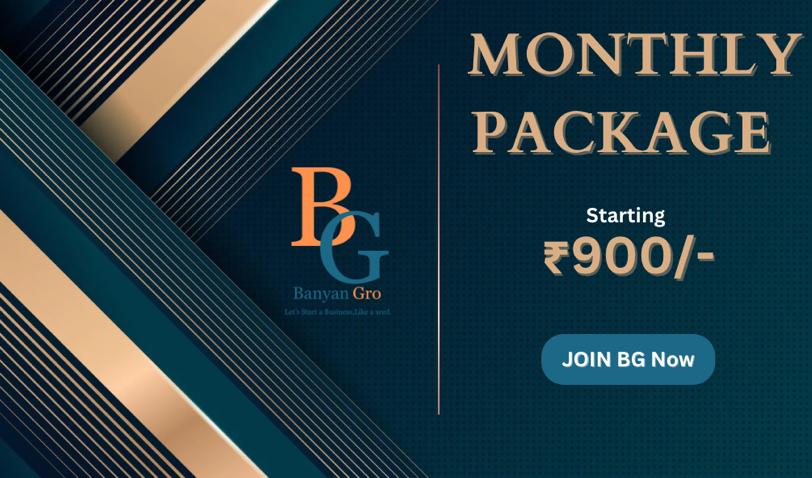 BG
Banyan Gro
Let's Start a Business,Like a seed.
MONTHLY
PACKAGE
Starting
₹900/-
JOIN BG Now